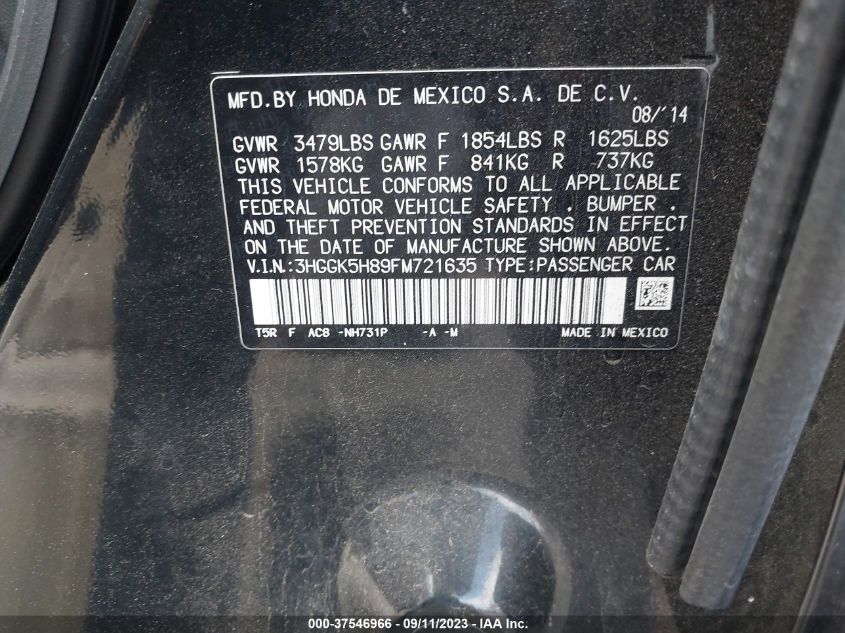 MFD.BY HONDA DE MEXICO S.A. DE C.V.
08/'14
GVWR 3479LBS GAWR F 1854LBS R 1625LBS
GVWR 1578KG GAWR F 841KG R 737KG
THIS VEHICLE CONFORMS TO ALL APPLICABLE
FEDERAL MOTOR VEHICLE SAFETY . BUMPER .
AND THEFT PREVENTION STANDARDS IN EFFECT
ON THE DATE OF MANUFACTURE SHOWN ABOVE.
V.I.N.:3HGGK5H89FM721635 TYPE:PASSENGER CAR
T5R F AC8 -NH731P -A -M MADE IN MEXICO
000-37546966 - 09/11/2023 - IAA Inc.